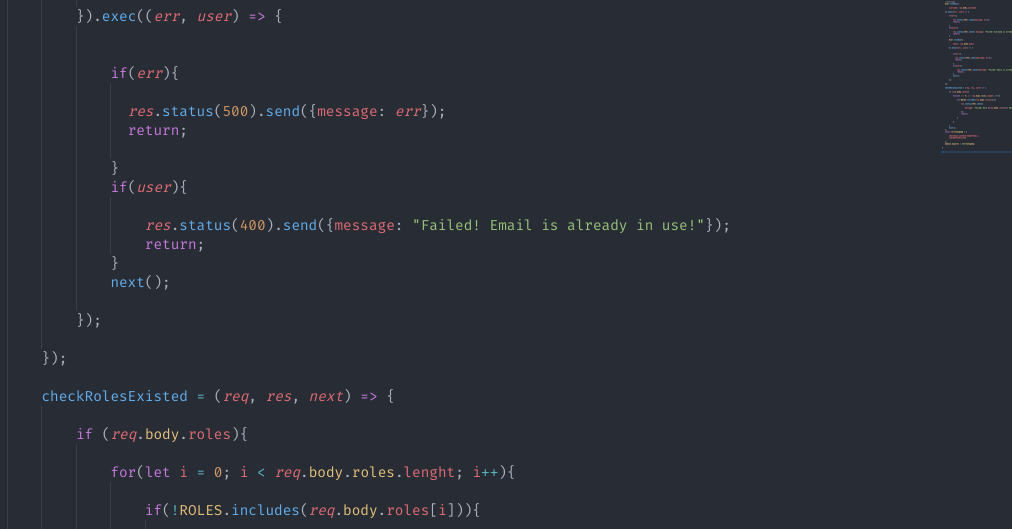 }).exec((err, user) => {
if(err){
res.status(500).send({message: err});
return;
}
if(user){
res.status(400).send({message: "Failed! Email is already in use!"});
return;
}
next();
});
});
checkRolesExisted = (req, res, next) => {
if (req.body.roles){
for(let i = 0; i < req.body.roles.lenght; i++){
if(!ROLES.includes(req.body.roles[i])){